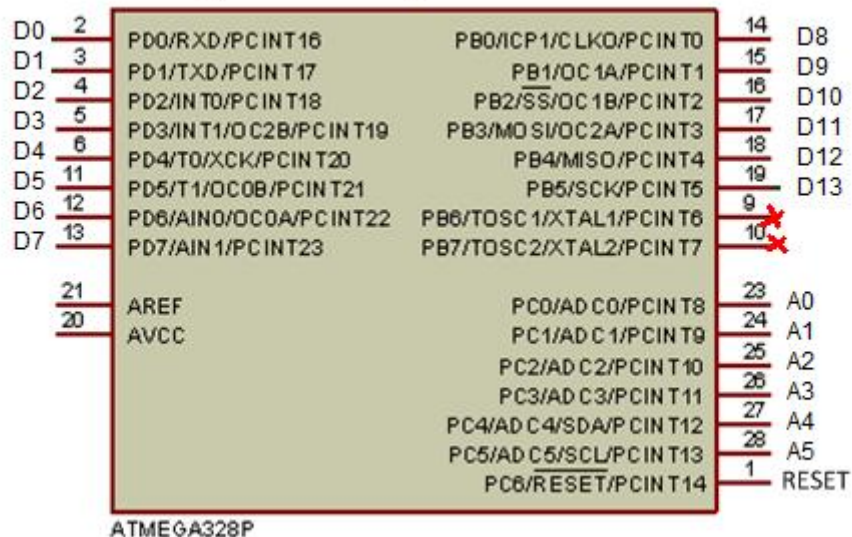 D0 2 PD0/RXD/PCINT16 PB0/ICP1/CLKO/PCINT0 14 D8
D1 3 PD1/TXD/PCINT17 PB1/OC1A/PCINT1 15 D9
D2 4 PD2/INT0/PCINT18 PB2/SS/OC1B/PCINT2 16 D10
D3 5 PD3/INT1/OC2B/PCINT19 PB3/MOSI/OC2A/PCINT3 17 D11
D4 6 PD4/T0/XCK/PCINT20 PB4/MISO/PCINT4 18 D12
D5 11 PD5/T1/OC0B/PCINT21 PB5/SCK/PCINT5 19 D13
D6 12 PD6/AIN0/OC0A/PCINT22 PB6/TOSC1/XTAL1/PCINT6 9
D7 13 PD7/AIN1/PCINT23 PB7/TOSC2/XTAL2/PCINT7 10
21 AREF PC0/ADC0/PCINT8 23 A0
20 AVCC PC1/ADC1/PCINT9 24 A1
PC2/ADC2/PCINT10 25 A2
PC3/ADC3/PCINT11 26 A3
PC4/ADC4/SDA/PCINT12 27 A4
PC5/ADC5/SCL/PCINT13 28 A5
PC6/RESET/PCINT14 1 RESET
ATMEGA328P